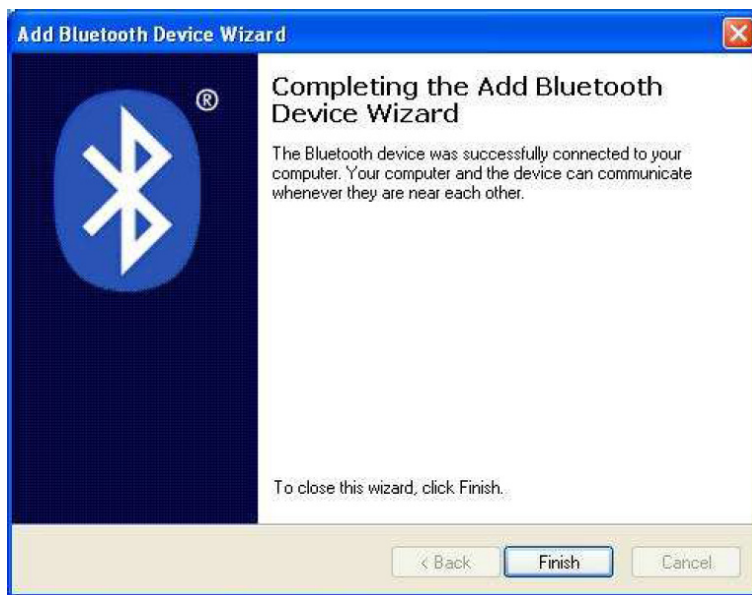 Add Bluetooth Device Wizard
®
Completing the Add Bluetooth
Device Wizard
The Bluetooth device was successfully connected to your
computer. Your computer and the device can communicate
whenever they are near each other.
To close this wizard, click Finish.
< Back Finish Cancel